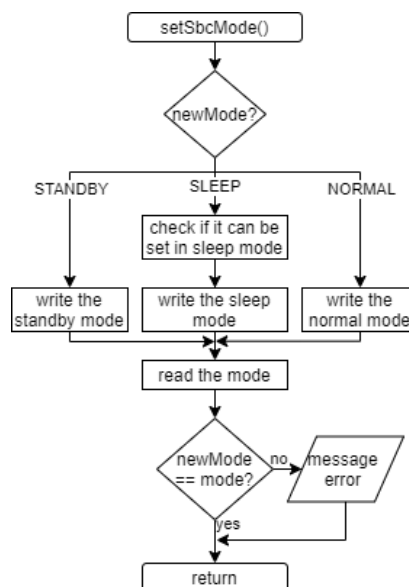 setSbcMode()
newMode?
STANDBY
SLEEP
NORMAL
check if it can be
set in sleep mode
write the
standby mode
write the sleep
mode
write the
normal mode
read the mode
newMode
== mode?
no
message
error
yes
return